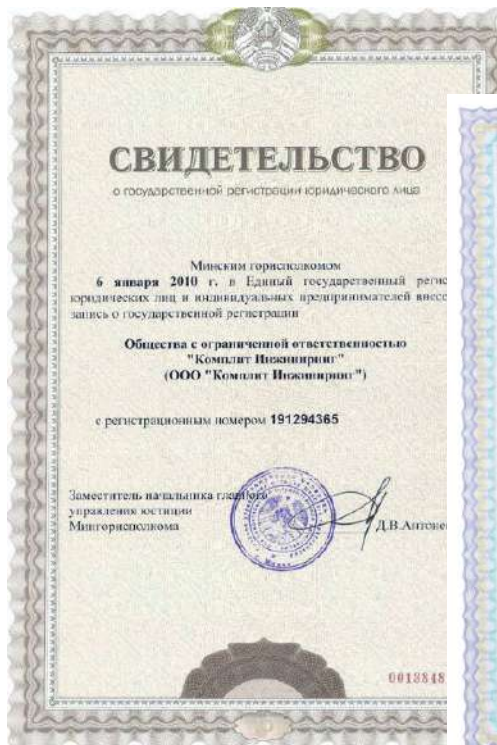 СВИДЕТЕЛЬСТВО
о государственной регистрации юридического лица
Минским горисполкомом
6 января 2010 г. в Единый государственный регис
юридических лиц и индивидуальных предпринимателей внесе
запись о государственной регистрации
Общества с ограниченной ответственностью
"Комплит Инжиниринг"
(ООО "Комплит Инжиниринг")
с регистрационным номером 191294365
Заместитель начальника главного
управления юстиции
Мингорисполкома
Д.В.Антоне
0018848